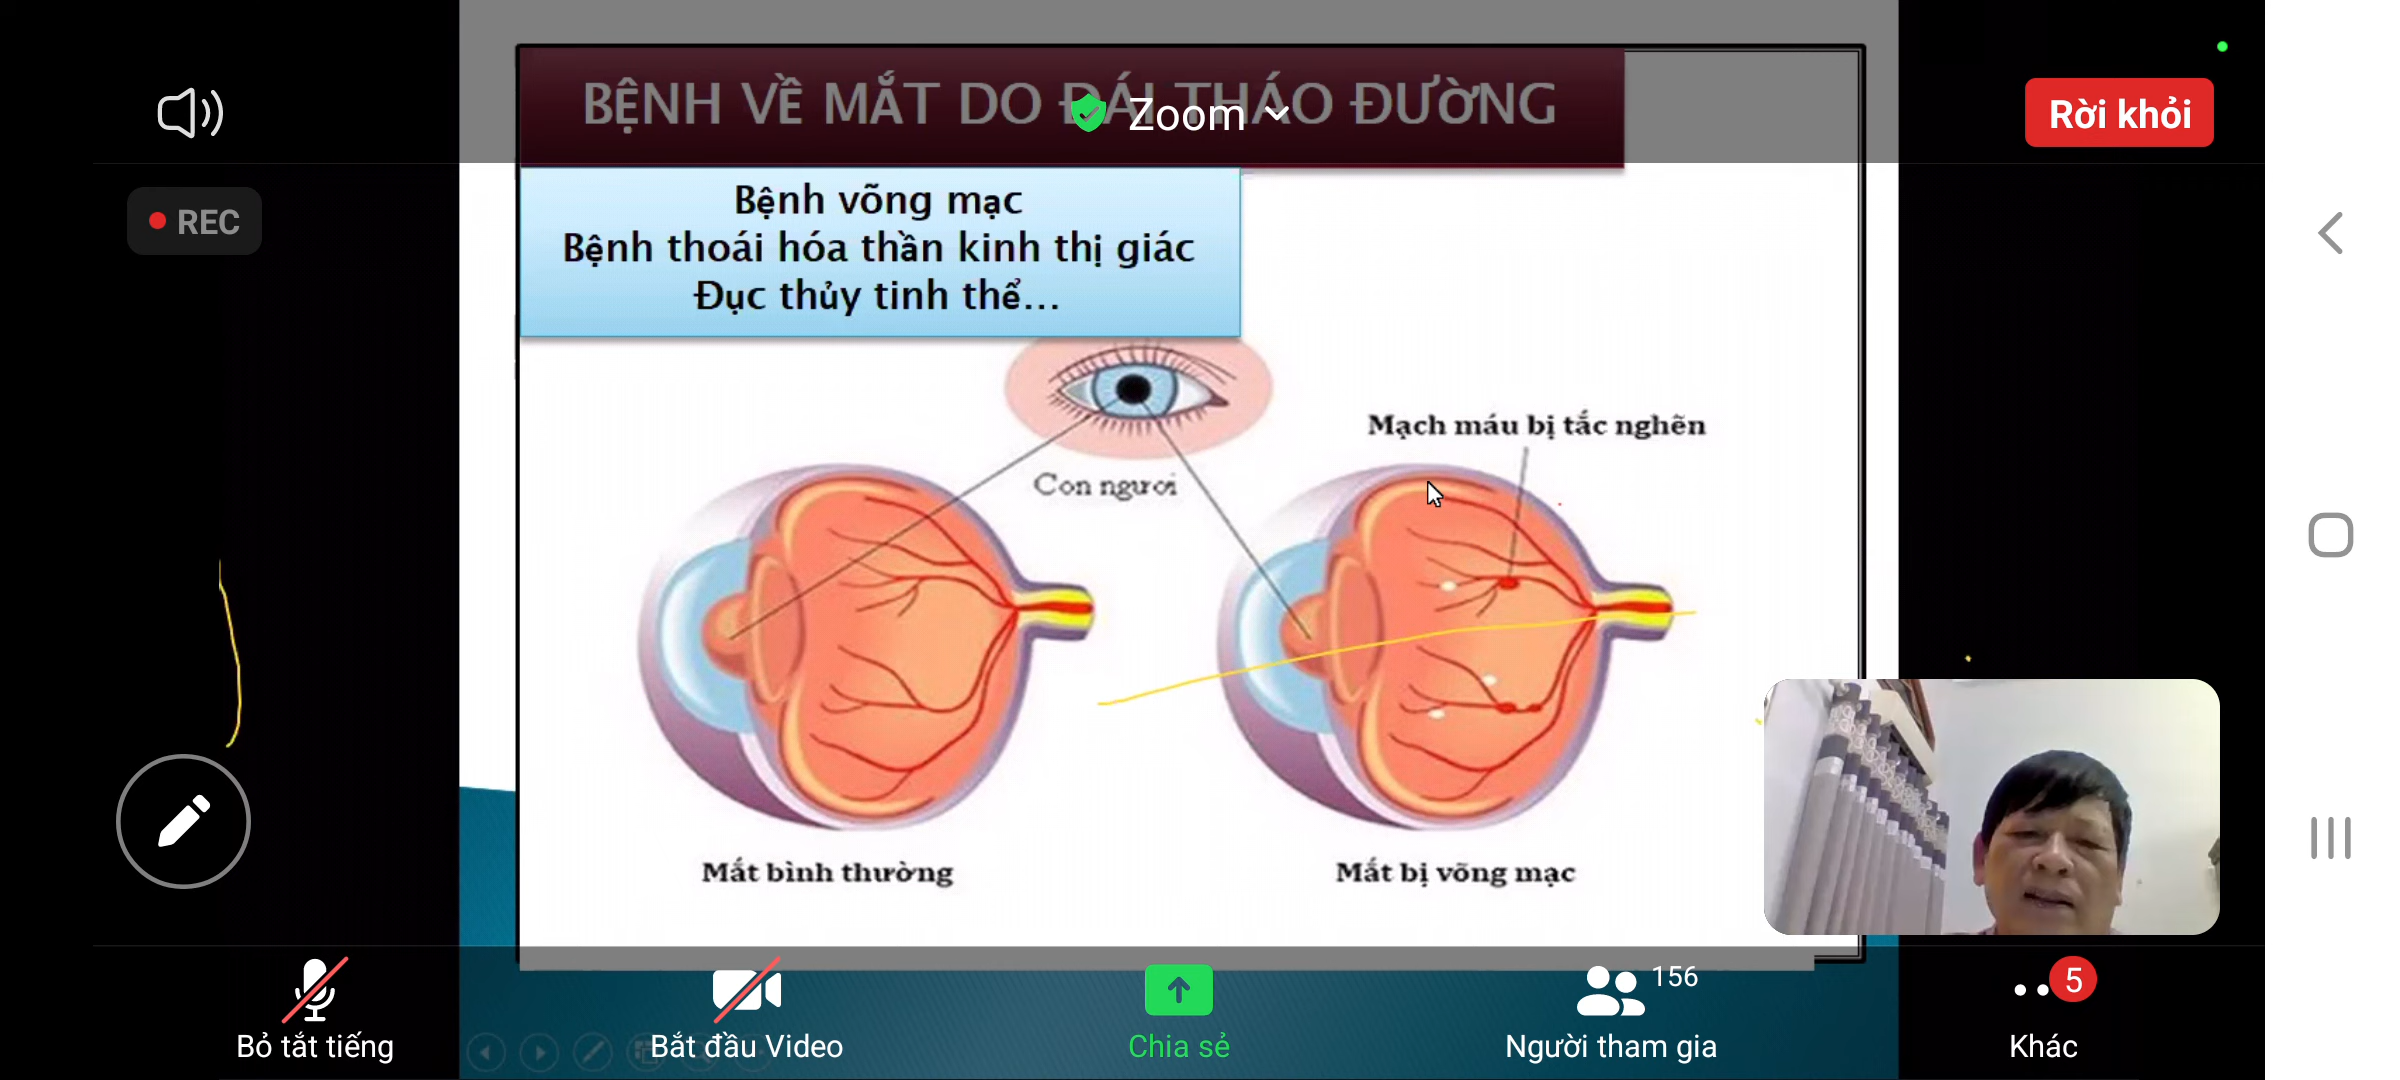 BỆNH VỀ MẮT DO ĐÁI THÁO ĐƯỜNG
Zoom
Rời khỏi
REC
Bệnh võng mạc
Bệnh thoái hóa thần kinh thị giác
Đục thủy tinh thể...
Mạch máu bị tắc nghẽn
Con ngươi
Mắt bình thường
Mắt bị võng mạc
156
5
Bỏ tắt tiếng
Bắt đầu Video
Chia sẻ
Người tham gia
Khác